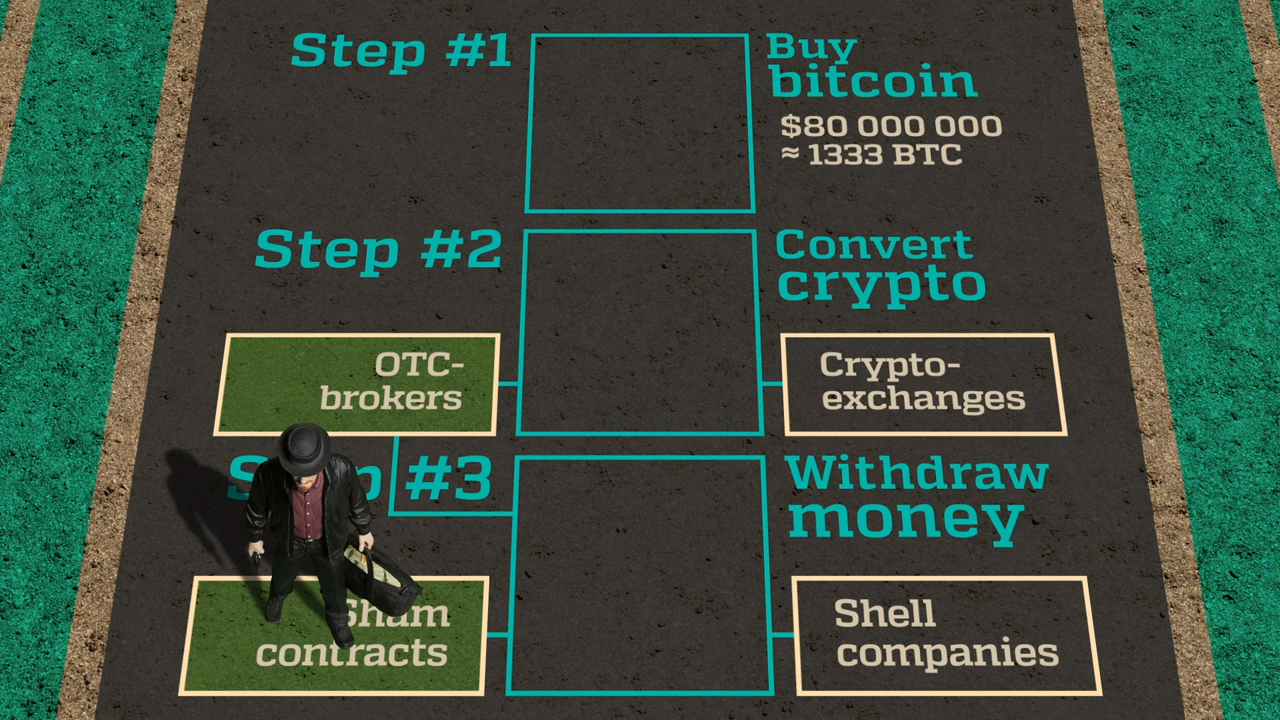 Step #1
Buy
bitcoin
$80 000 000
≈ 1333 BTC
Step #2
Convert
crypto
OTC-
brokers
Crypto-
exchanges
#3
Withdraw
money
Sham
contracts
Shell
companies